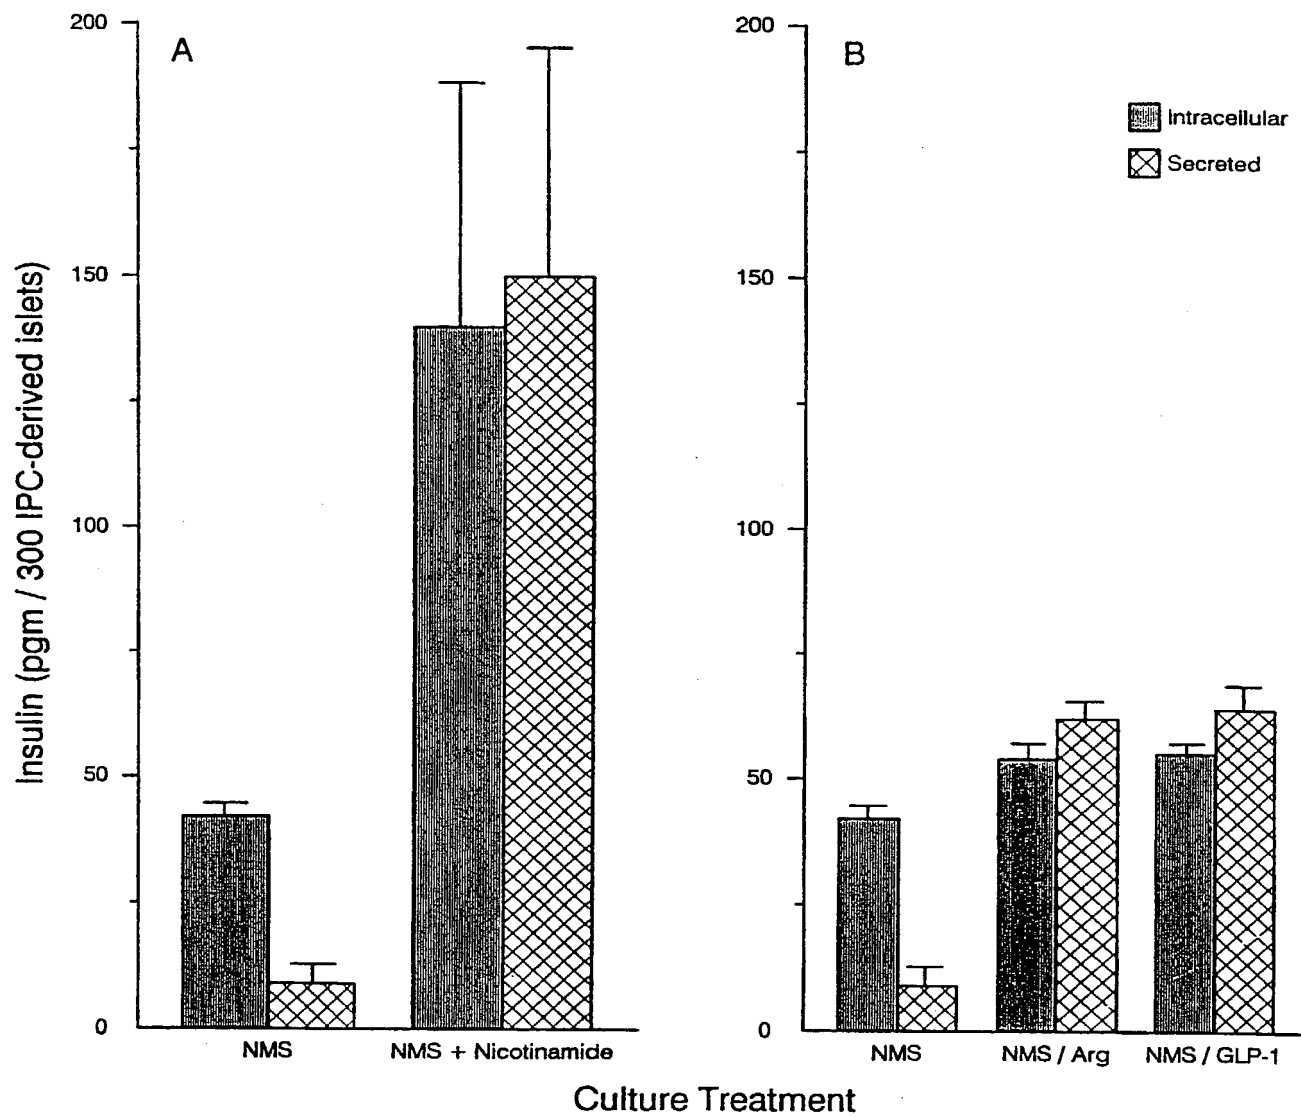 A
200
150
100
50
0
Insulin (pgm / 300 IPC-derived islets)
NMS
NMS + Nicotinamide
B
200
150
100
50
0
Intracellular
Secreted
NMS
NMS / Arg
NMS / GLP-1
Culture Treatment